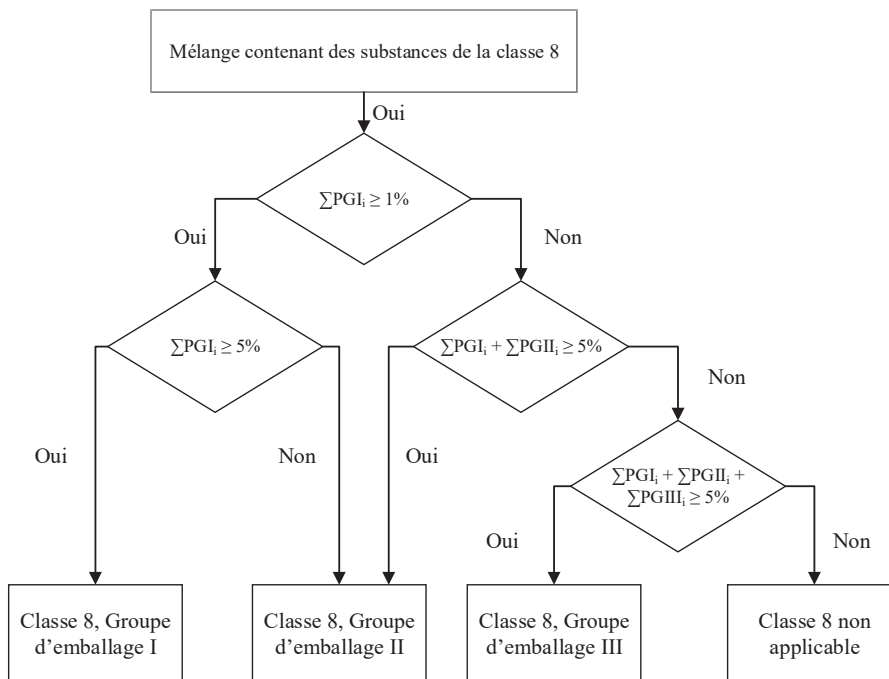 Mélange contenant des substances de la classe 8
Oui
∑PGIᵢ ≥ 1%
Oui
Non
∑PGIᵢ ≥ 5%
∑PGIᵢ + ∑PGIIᵢ ≥ 5%
Non
Oui
Non
Oui
∑PGIᵢ + ∑PGIIᵢ +
∑PGIIIᵢ ≥ 5%
Oui
Non
Classe 8, Groupe
d’emballage I
Classe 8, Groupe
d’emballage II
Classe 8, Groupe
d’emballage III
Classe 8 non
applicable